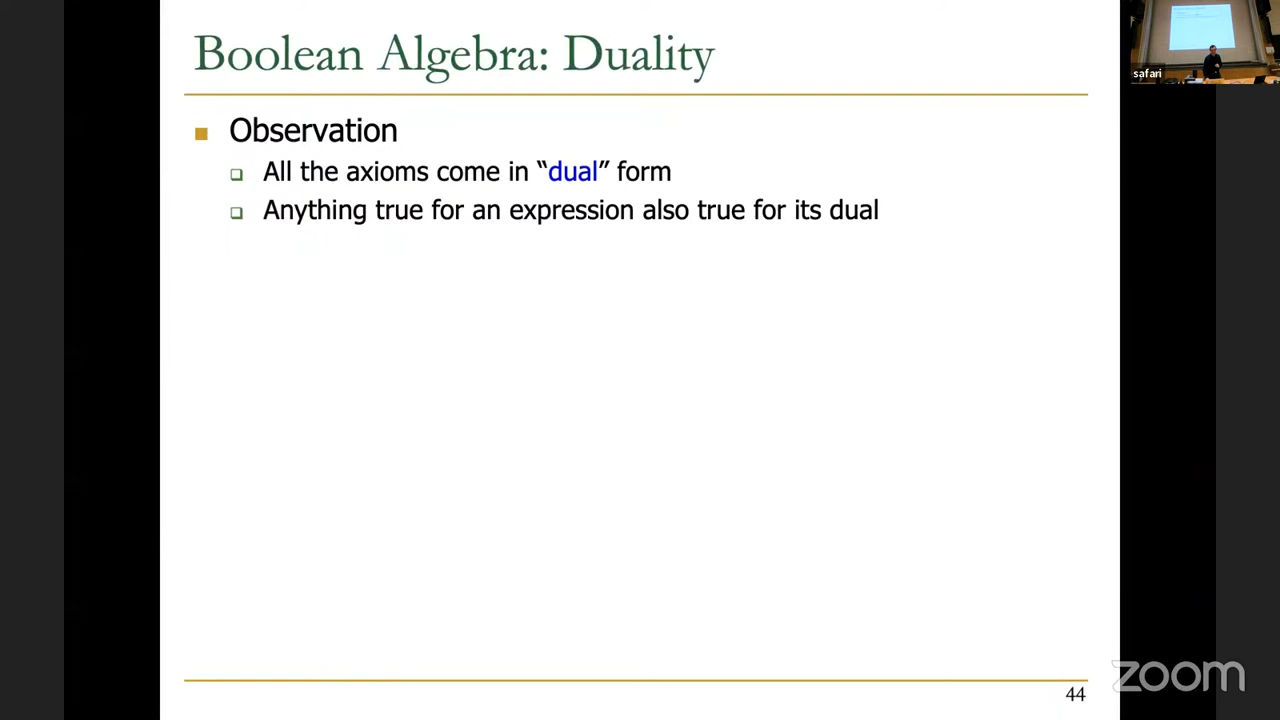 Boolean Algebra: Duality
safari
Observation
All the axioms come in “dual” form
Anything true for an expression also true for its dual
44
zoom